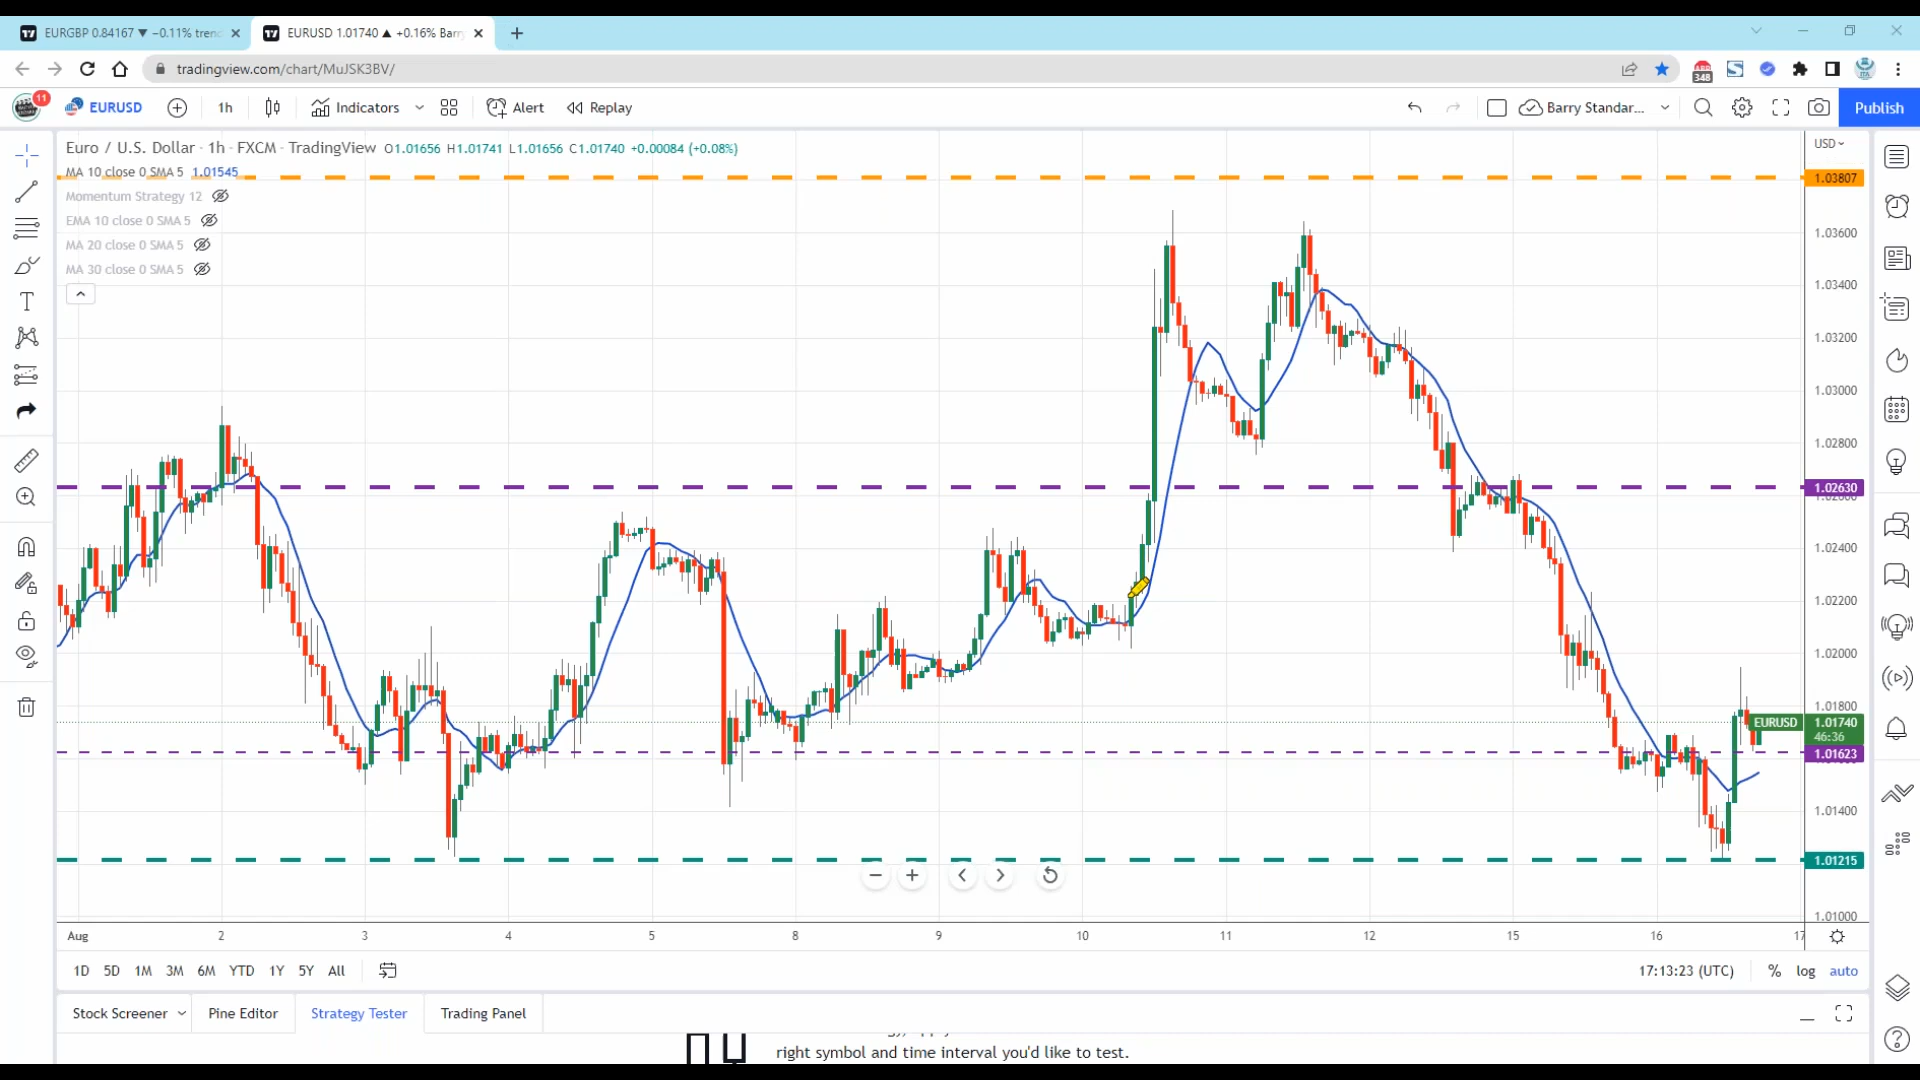 EURGBP 0.84167 ▼ −0.11% tren
EURUSD 1.01740 ▲ +0.16% Barr
tradingview.com/chart/MuJSK3BV/
348
11
EURUSD
1h
Indicators
Alert
Replay
Barry Standar...
Publish
Euro / U.S. Dollar · 1h · FXCM · TradingView O1.01656 H1.01741 L1.01656 C1.01740 +0.00084 (+0.08%)
USD
MA 10 close 0 SMA 5 1.01545
Momentum Strategy 12
EMA 10 close 0 SMA 5
MA 20 close 0 SMA 5
MA 30 close 0 SMA 5
1.03807
1.03600
1.03400
1.03200
1.03000
1.02800
1.02630
1.02400
1.02200
1.02000
1.01800
EURUSD 1.01740
46:36
1.01623
1.01400
1.01215
1.01000
Aug 2 3 4 5 8 9 10 11 12 15 16 17
1D 5D 1M 3M 6M YTD 1Y 5Y All
17:13:23 (UTC) % log auto
Stock Screener Pine Editor Strategy Tester Trading Panel
right symbol and time interval you'd like to test.